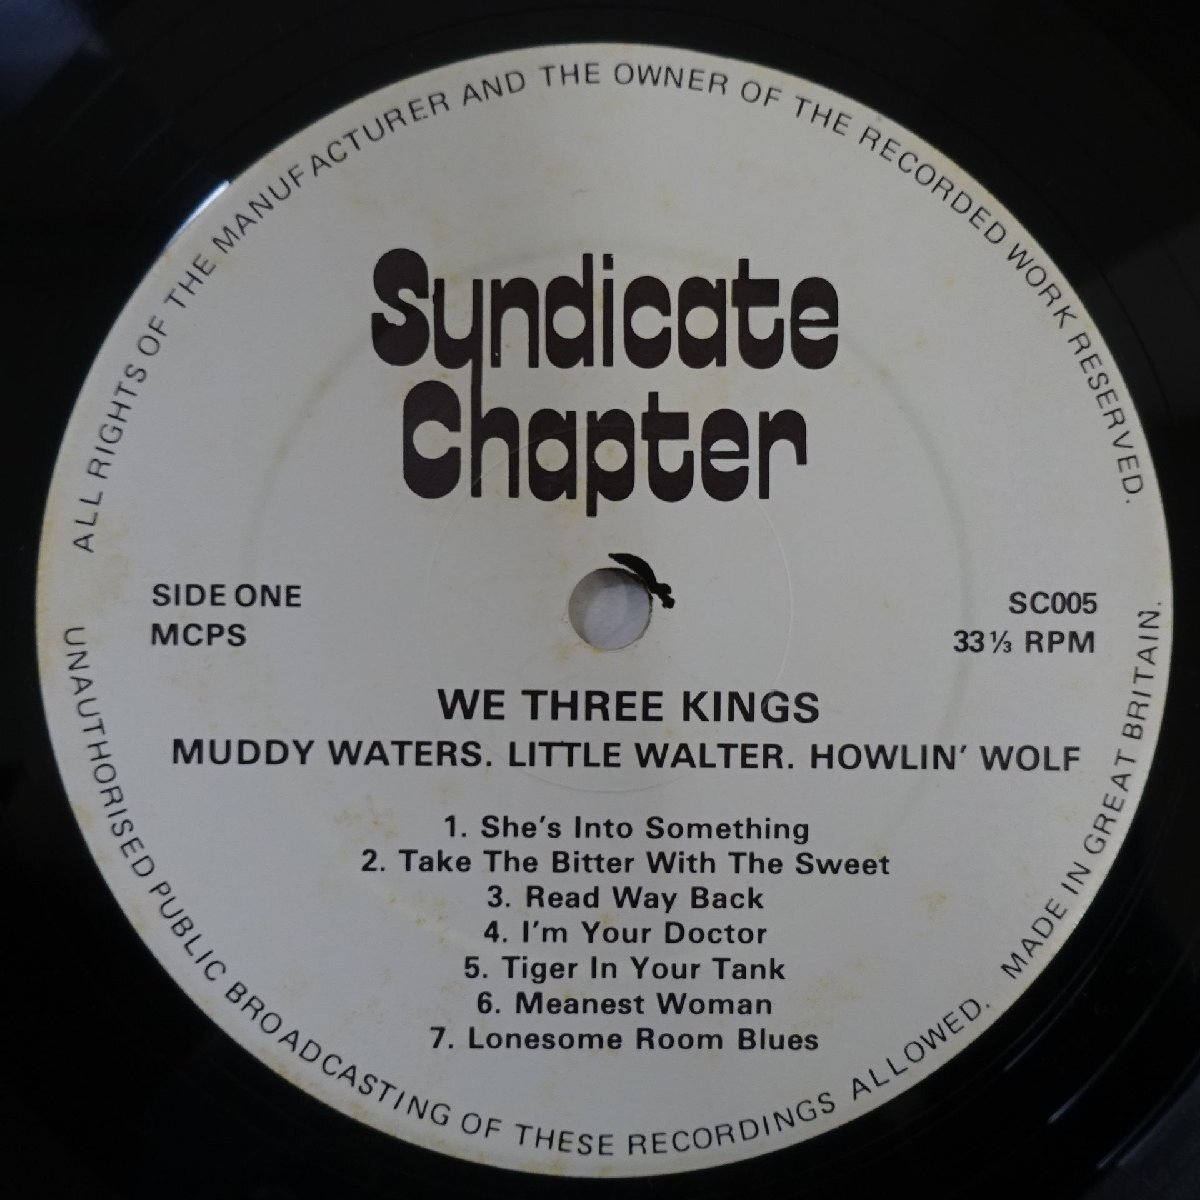 ALL RIGHTS OF THE MANUFACTURER AND THE OWNER OF THE RECORDED WORK RESERVED.
Syndicate
Chapter
SIDE ONE
MCPS
SC005
33⅓ RPM
WE THREE KINGS
MUDDY WATERS. LITTLE WALTER. HOWLIN' WOLF
1. She's Into Something
2. Take The Bitter With The Sweet
3. Read Way Back
4. I'm Your Doctor
5. Tiger In Your Tank
6. Meanest Woman
7. Lonesome Room Blues
UNAUTHORISED PUBLIC BROADCASTING OF THESE RECORDINGS ALLOWED. MADE IN GREAT BRITAIN.